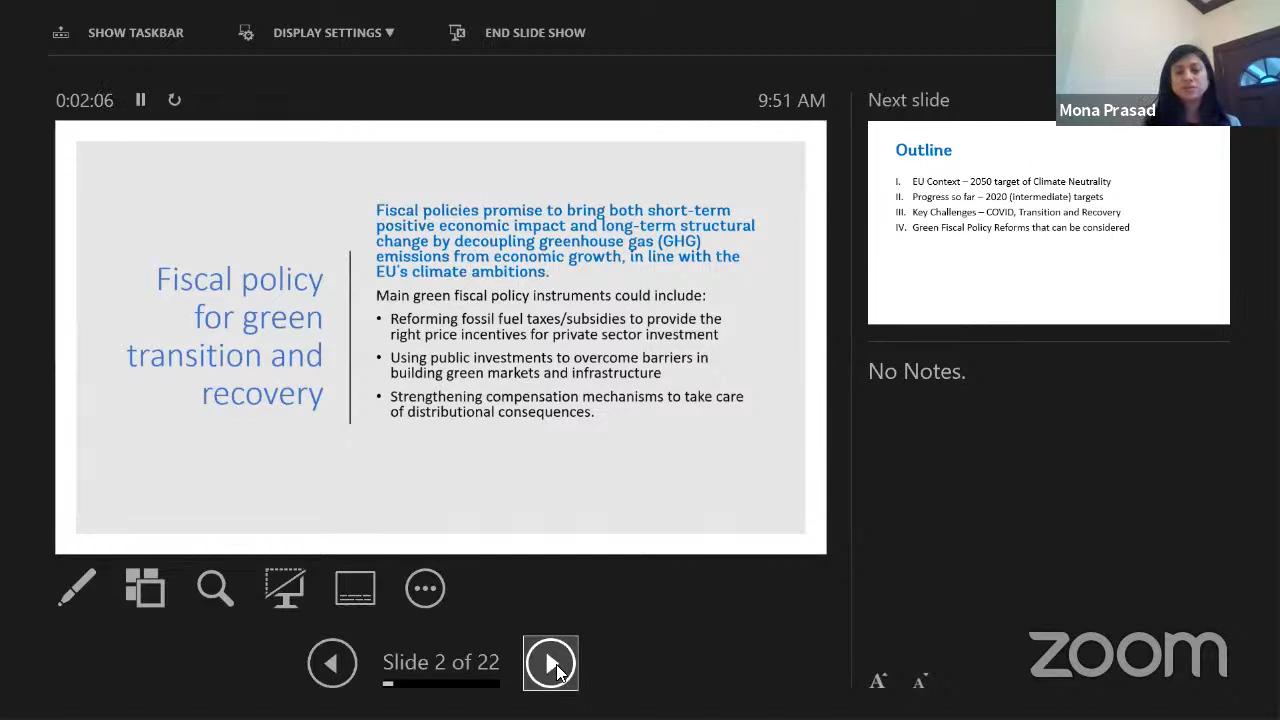 SHOW TASKBAR
DISPLAY SETTINGS ▼
END SLIDE SHOW
0:02:06
9:51 AM
Fiscal policy
for green
transition and
recovery
Fiscal policies promise to bring both short-term
positive economic impact and long-term structural
change by decoupling greenhouse gas (GHG)
emissions from economic growth, in line with the
EU's climate ambitions.
Main green fiscal policy instruments could include:
• Reforming fossil fuel taxes/subsidies to provide the
right price incentives for private sector investment
• Using public investments to overcome barriers in
building green markets and infrastructure
• Strengthening compensation mechanisms to take care
of distributional consequences.
Slide 2 of 22
Next slide
Mona Prasad
Outline
I. EU Context – 2050 target of Climate Neutrality
II. Progress so far – 2020 (intermediate) targets
III. Key Challenges – COVID, Transition and Recovery
IV. Green Fiscal Policy Reforms that can be considered
No Notes.
A A
zoom